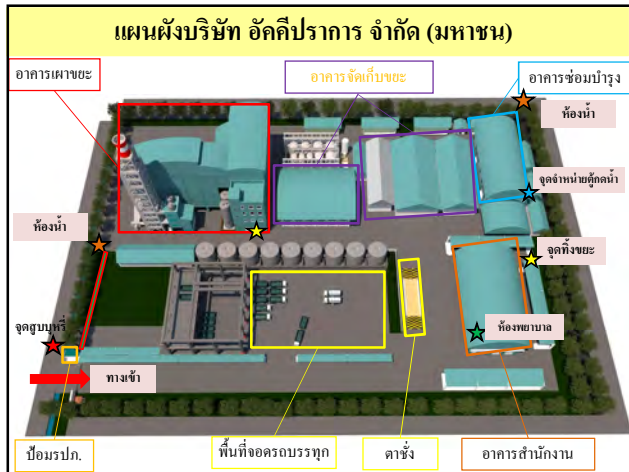 แผนผังบริษัท อัคคีปราการ จำกัด (มหาชน)
อาคารเผาขยะ
อาคารจัดเก็บขยะ
อาคารซ่อมบำรุง
ห้องน้ำ
จุดจำหน่ายตู้กดน้ำ
ห้องน้ำ
จุดทิ้งขยะ
จุดสูบบุหรี่
ห้องพยาบาล
ทางเข้า
ป้อมรปภ.
พื้นที่จอดรถบรรทุก
ตาชั่ง
อาคารสำนักงาน